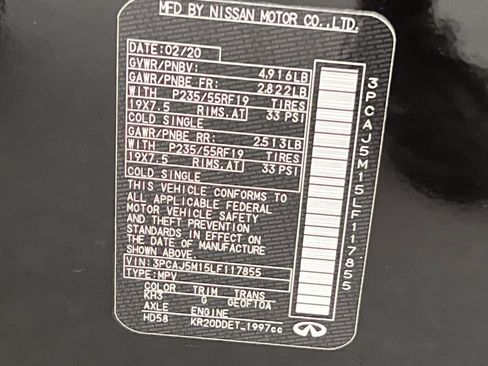 MFD BY NISSAN MOTOR CO.,LTD.
DATE: 02/20
GVWR/PNBV: 4,916LB
GAWR/PNBE FR: 2,822LB
WITH P235/55RF19 TIRES
19X7.5 RIMS,AT 33 PSI
COLD SINGLE
GAWR/PNBE RR: 2,513LB
WITH P235/55RF19 TIRES
19X7.5 RIMS,AT 33 PSI
COLD SINGLE
THIS VEHICLE CONFORMS TO
ALL APPLICABLE FEDERAL
MOTOR VEHICLE SAFETY
AND THEFT PREVENTION
STANDARDS IN EFFECT ON
THE DATE OF MANUFACTURE
SHOWN ABOVE.
VIN: 3PCAJ5M15LF117855
TYPE: MPV
COLOR TRIM TRANS
KH3 G GE0F10A
AXLE ENGINE
HD58 KR20DDET_1997cc
3PCAJ5M15LF117855